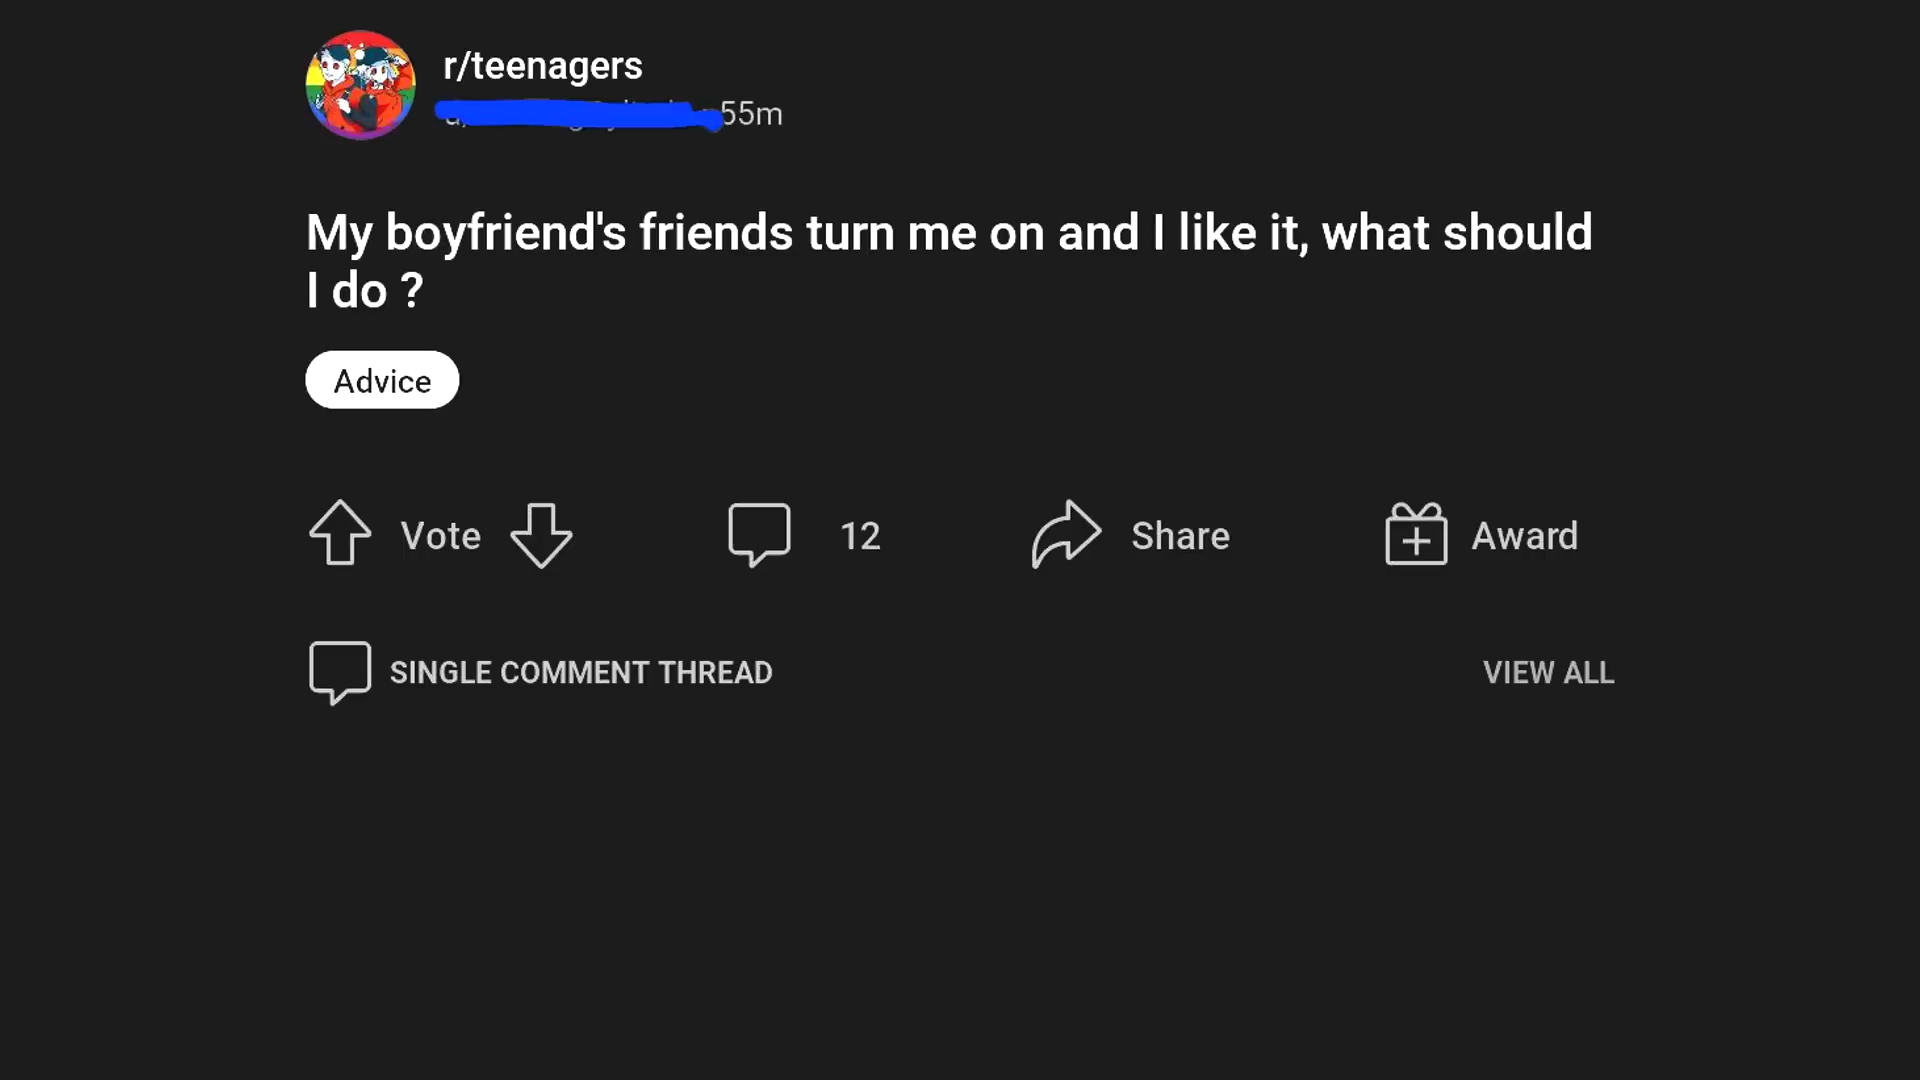 r/teenagers
55m
My boyfriend's friends turn me on and I like it, what should
I do ?
Advice
Vote
12
Share
Award
SINGLE COMMENT THREAD
VIEW ALL